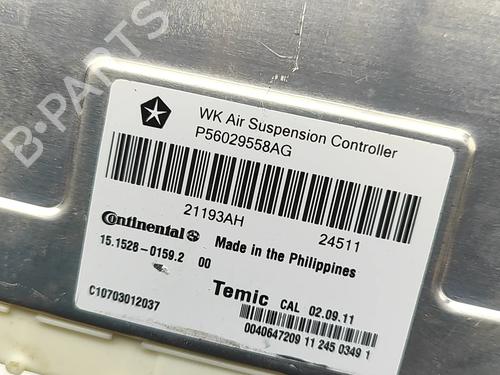 B-PARTS
WK Air Suspension Controller
P56029558AG
21193AH 24511
Continental
Made in the Philippines
15.1528-0159.2 00
Temic CAL 02.09.11
C10703012037
0040647209 11 245 0349 1